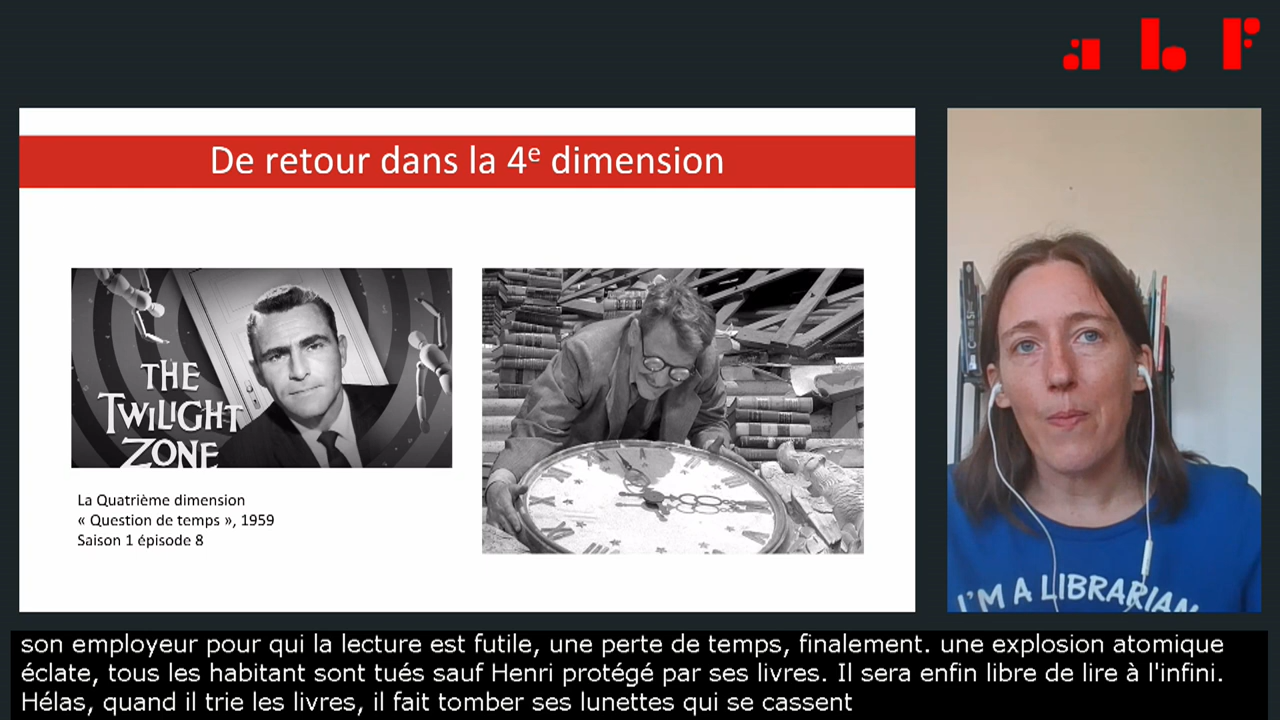 abf
De retour dans la 4e dimension
THE
TWILIGHT
ZONE
La Quatrième dimension
« Question de temps », 1959
Saison 1 épisode 8
I'M A LIBRARIAN
son employeur pour qui la lecture est futile, une perte de temps, finalement. une explosion atomique
éclate, tous les habitant sont tués sauf Henri protégé par ses livres. Il sera enfin libre de lire à l'infini.
Hélas, quand il trie les livres, il fait tomber ses lunettes qui se cassent